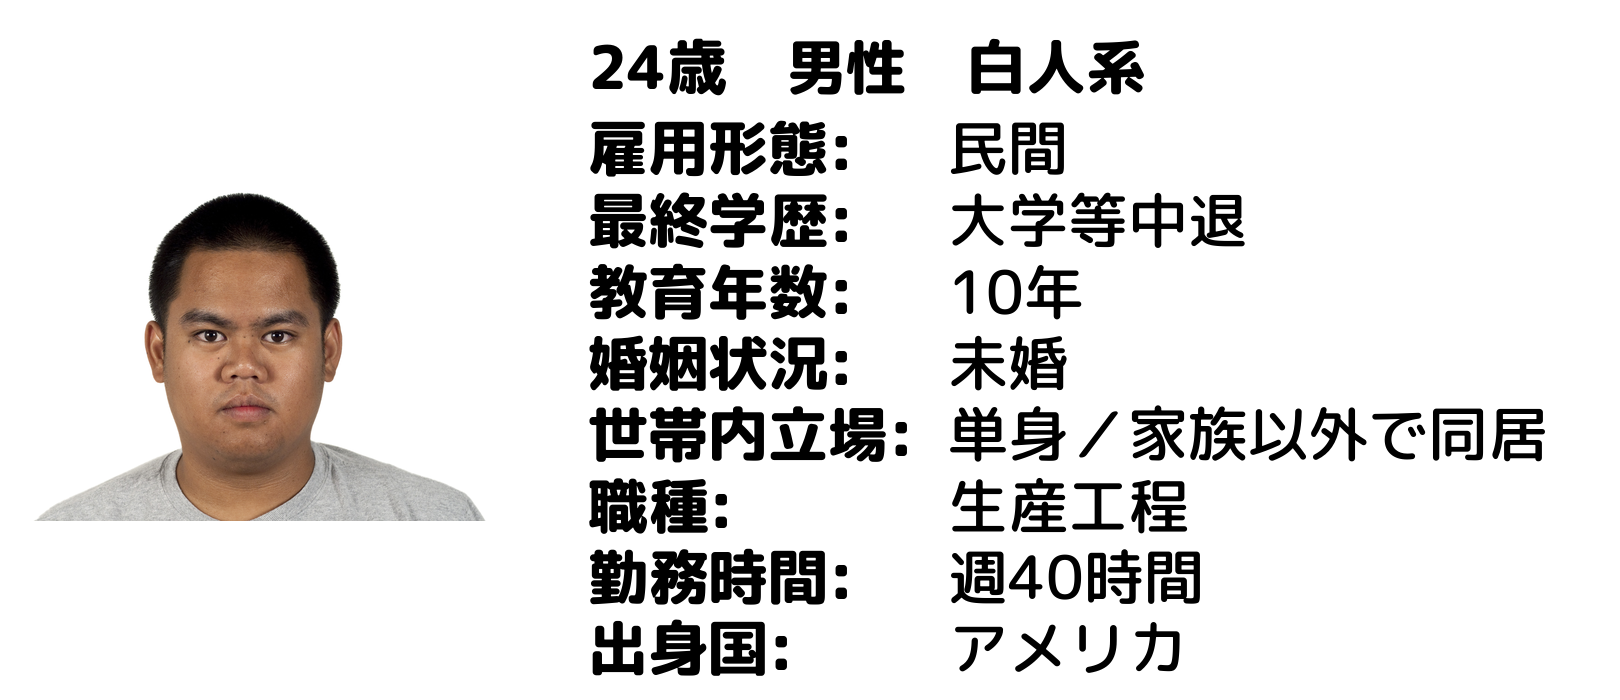 24歳　男性　白人系
雇用形態:　民間
最終学歴:　大学等中退
教育年数:　10年
婚姻状況:　未婚
世帯内立場:　単身／家族以外で同居
職種:　生産工程
勤務時間:　週40時間
出身国:　アメリカ